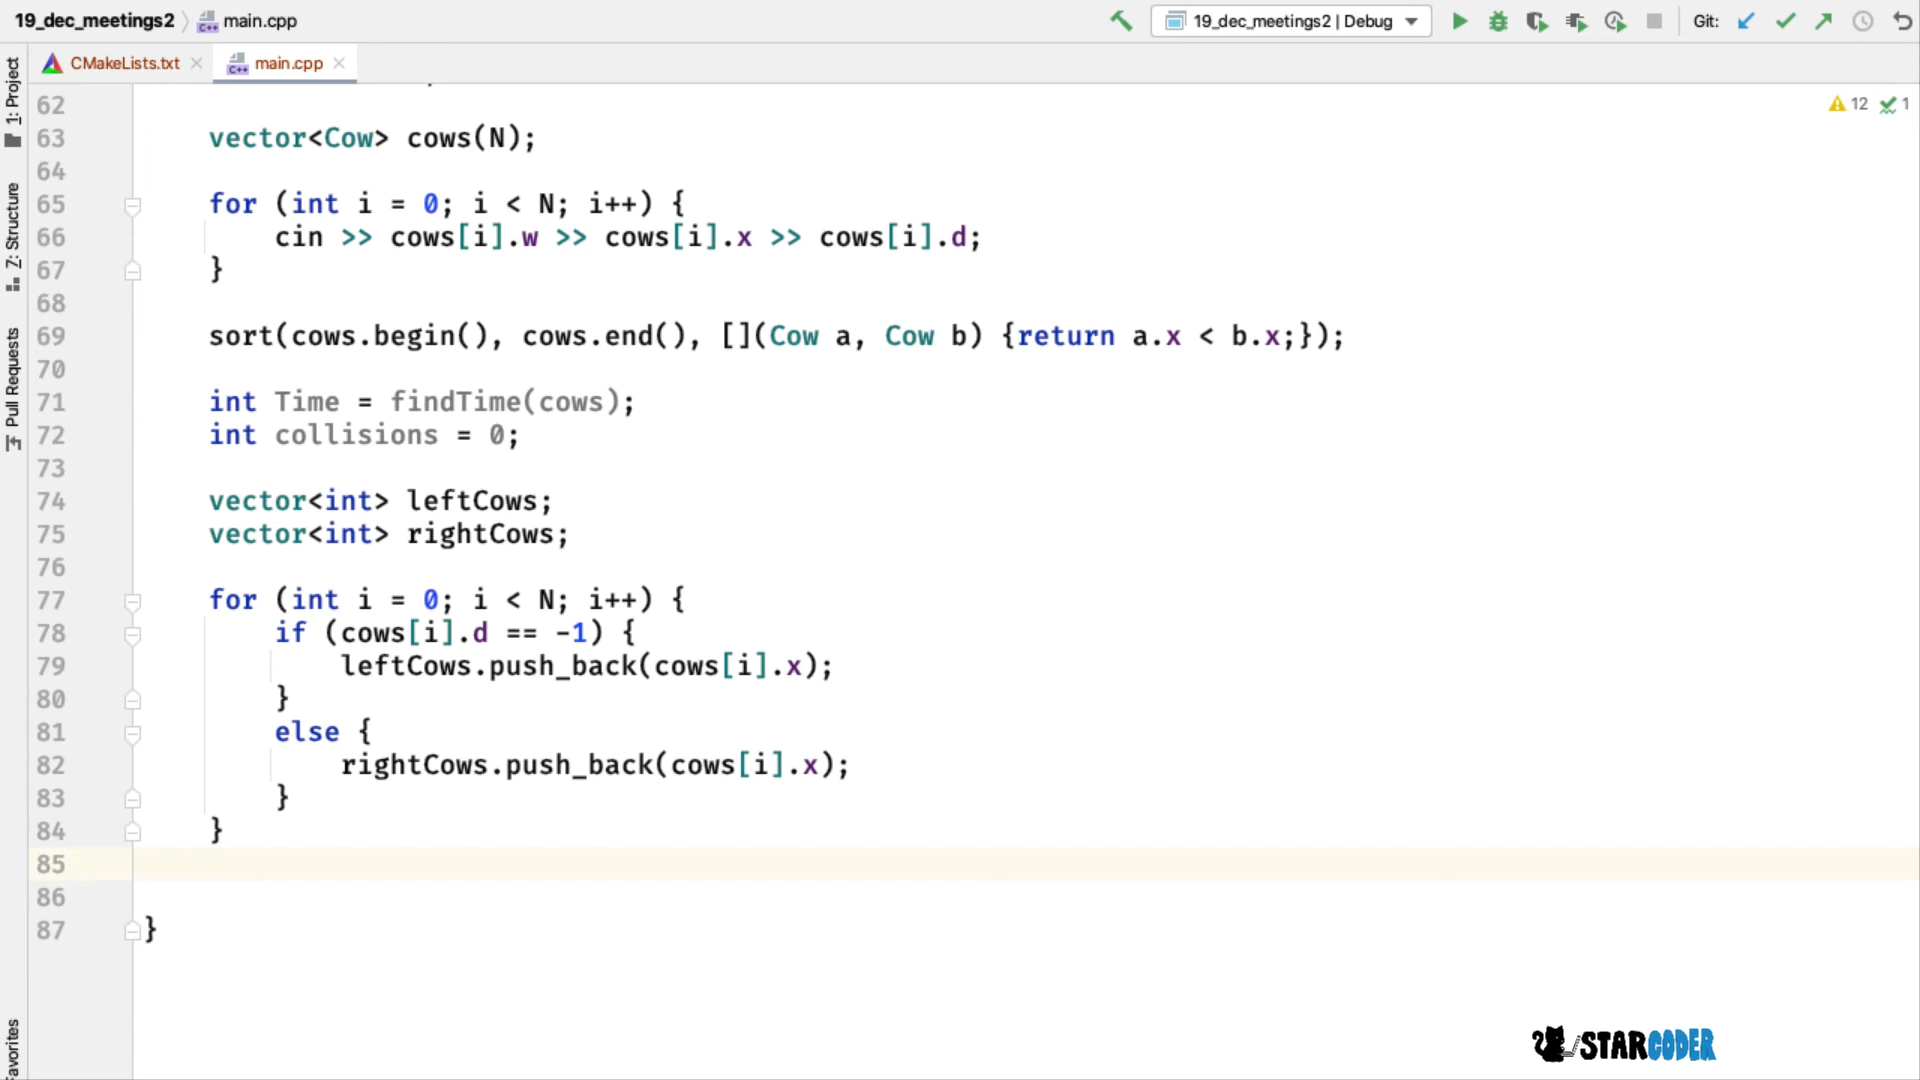 19_dec_meetings2 main.cpp 19_dec_meetings2 | Debug Git:
CMakeLists.txt main.cpp
1: Project
Z: Structure
Pull Requests
Favorites
12 1
62
63 vector<Cow> cows(N);
64
65 for (int i = 0; i < N; i++) {
66 cin >> cows[i].w >> cows[i].x >> cows[i].d;
67 }
68
69 sort(cows.begin(), cows.end(), [](Cow a, Cow b) {return a.x < b.x;});
70
71 int Time = findTime(cows);
72 int collisions = 0;
73
74 vector<int> leftCows;
75 vector<int> rightCows;
76
77 for (int i = 0; i < N; i++) {
78 if (cows[i].d == -1) {
79 leftCows.push_back(cows[i].x);
80 }
81 else {
82 rightCows.push_back(cows[i].x);
83 }
84 }
85
86
87 }
STARCODER